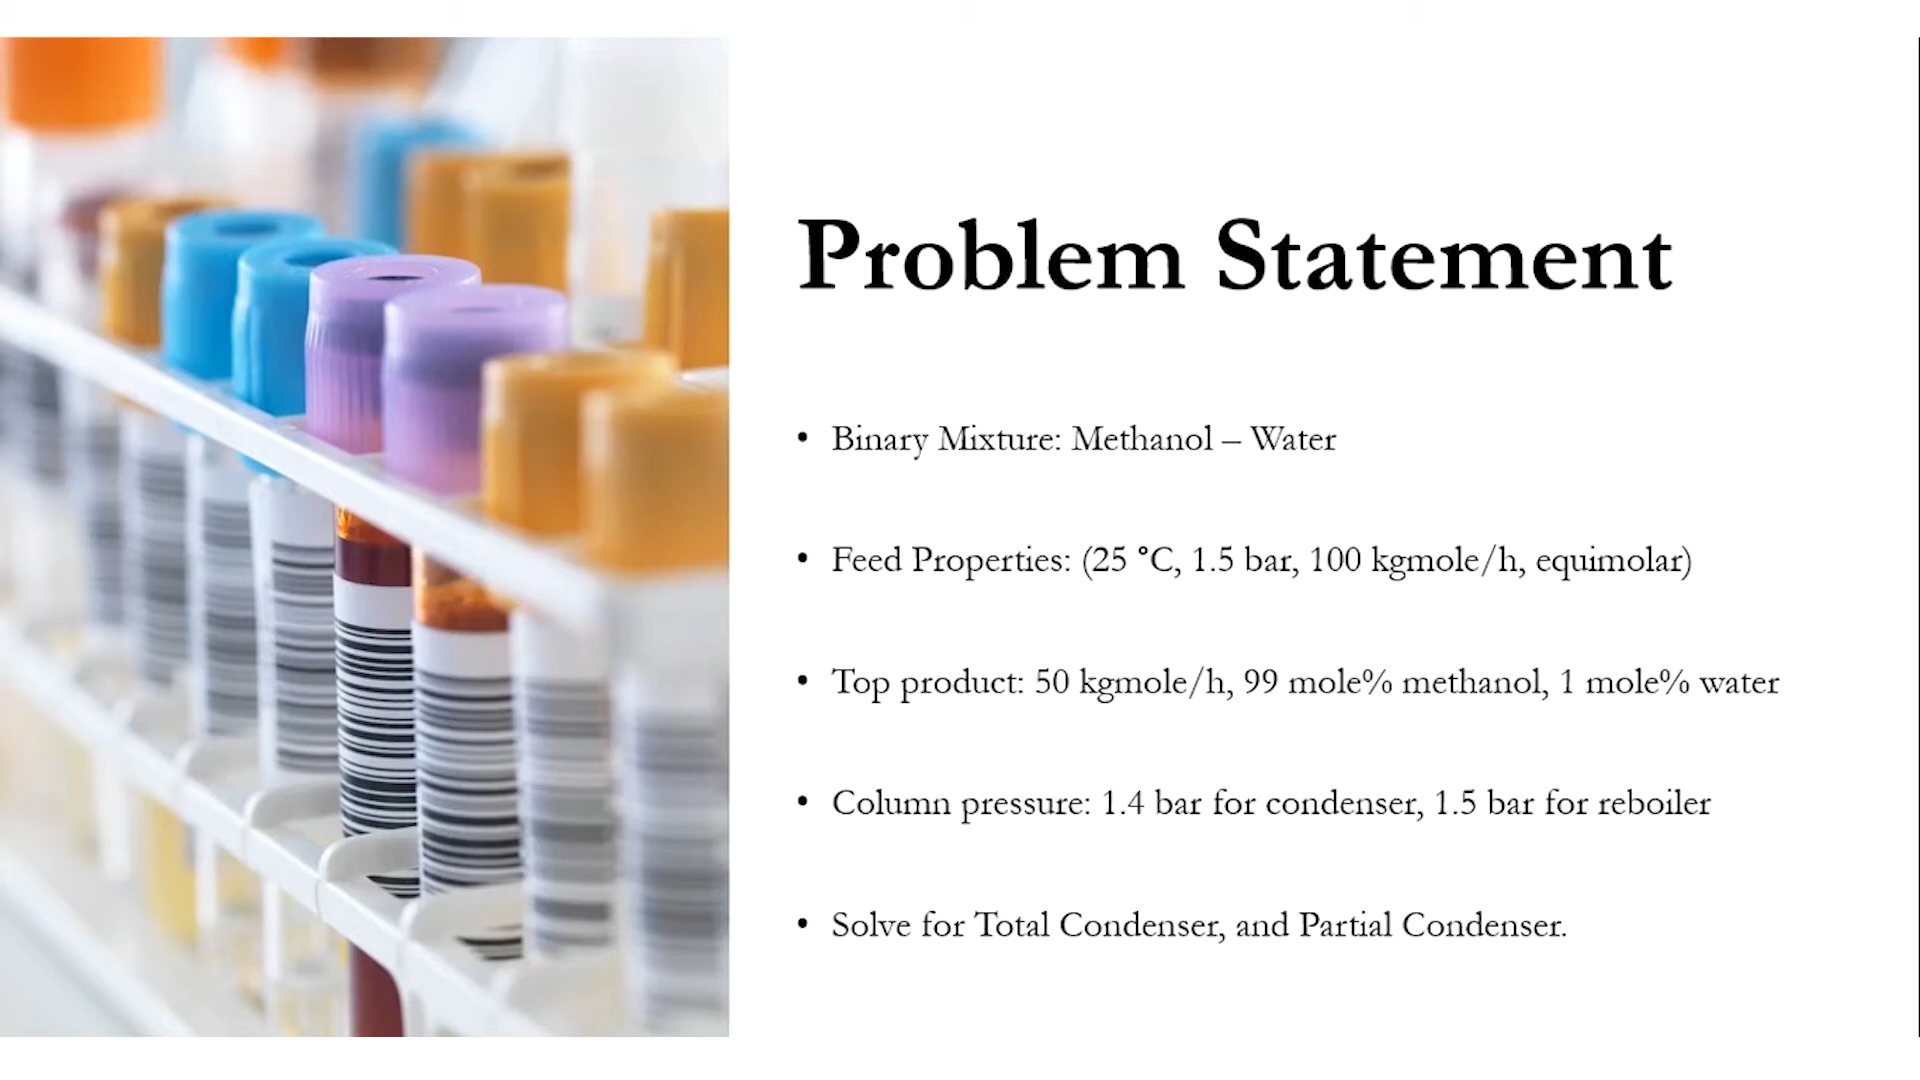 Problem Statement
• Binary Mixture: Methanol – Water
• Feed Properties: (25 °C, 1.5 bar, 100 kgmole/h, equimolar)
• Top product: 50 kgmole/h, 99 mole% methanol, 1 mole% water
• Column pressure: 1.4 bar for condenser, 1.5 bar for reboiler
• Solve for Total Condenser, and Partial Condenser.